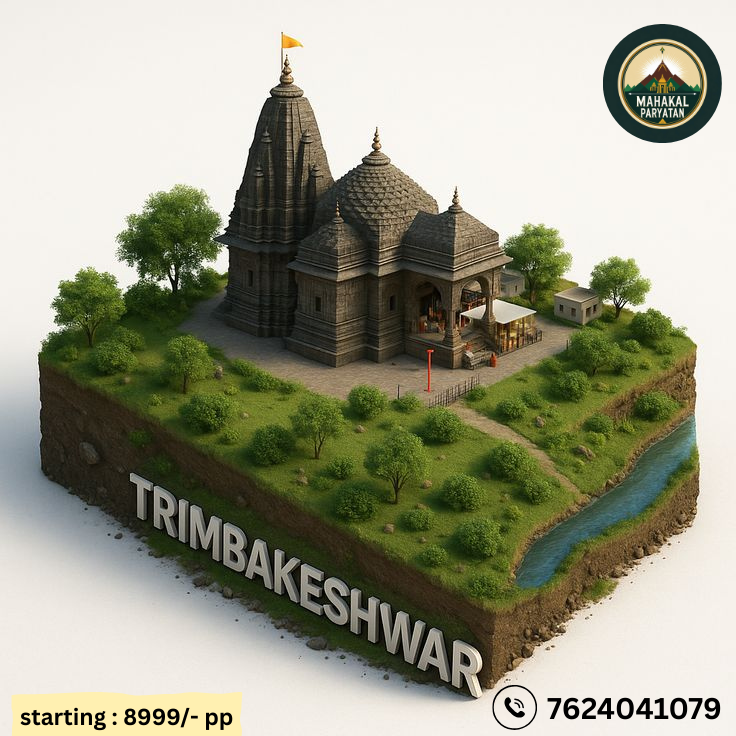 MAHAKAL
PARYATAN
TRIMBAKESHWAR
starting : 8999/- pp
7624041079